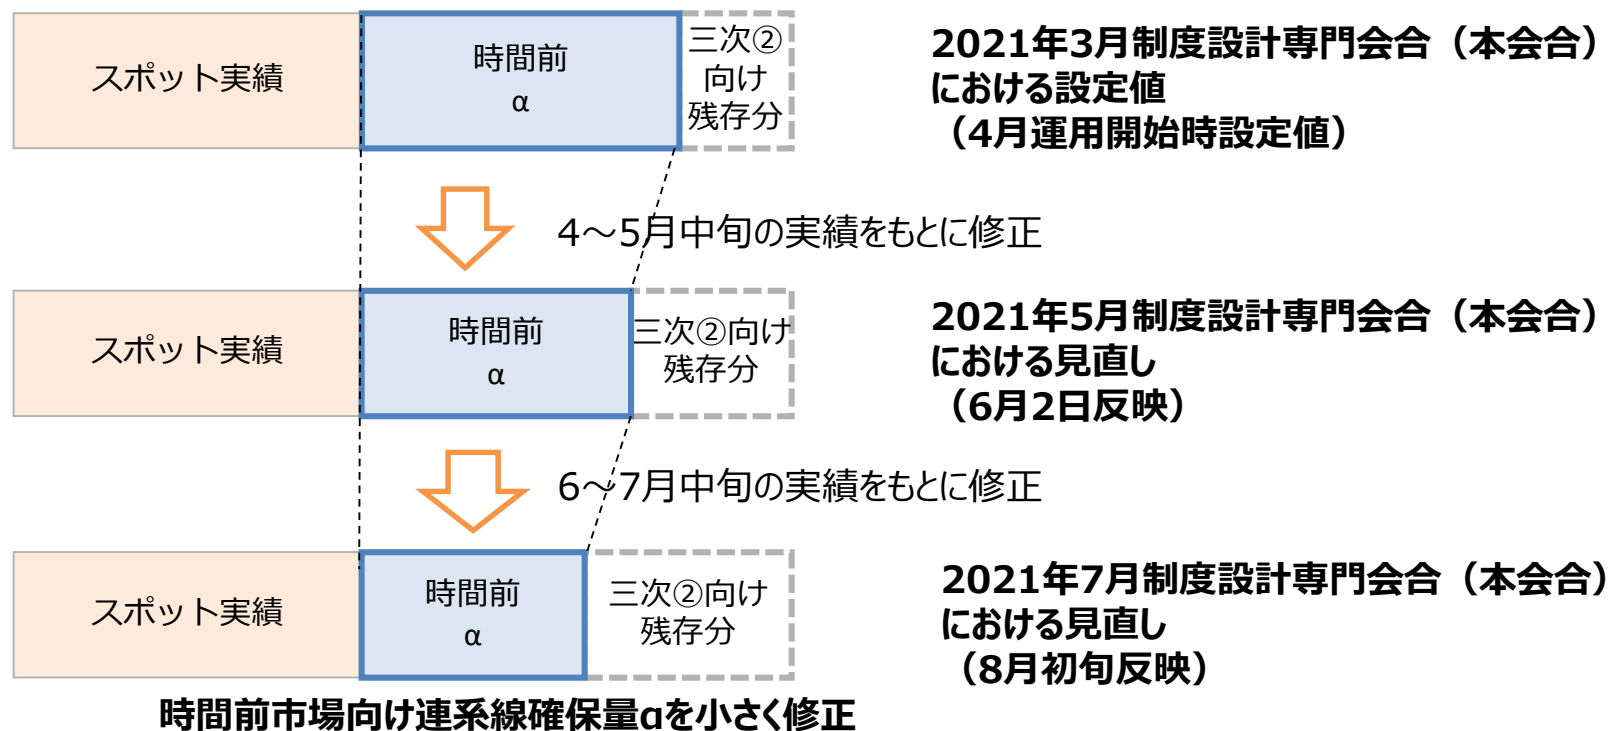 スポット実績
時間前
α
三次②
向け
残存分
2021年3月制度設計専門会合（本会合）
における設定値
（4月運用開始時設定値）
4～5月中旬の実績をもとに修正
スポット実績
時間前
α
三次②向け
残存分
2021年5月制度設計専門会合（本会合）
における見直し
（6月2日反映）
6～7月中旬の実績をもとに修正
スポット実績
時間前
α
三次②向け
残存分
2021年7月制度設計専門会合（本会合）
における見直し
（8月初旬反映）
時間前市場向け連系線確保量αを小さく修正